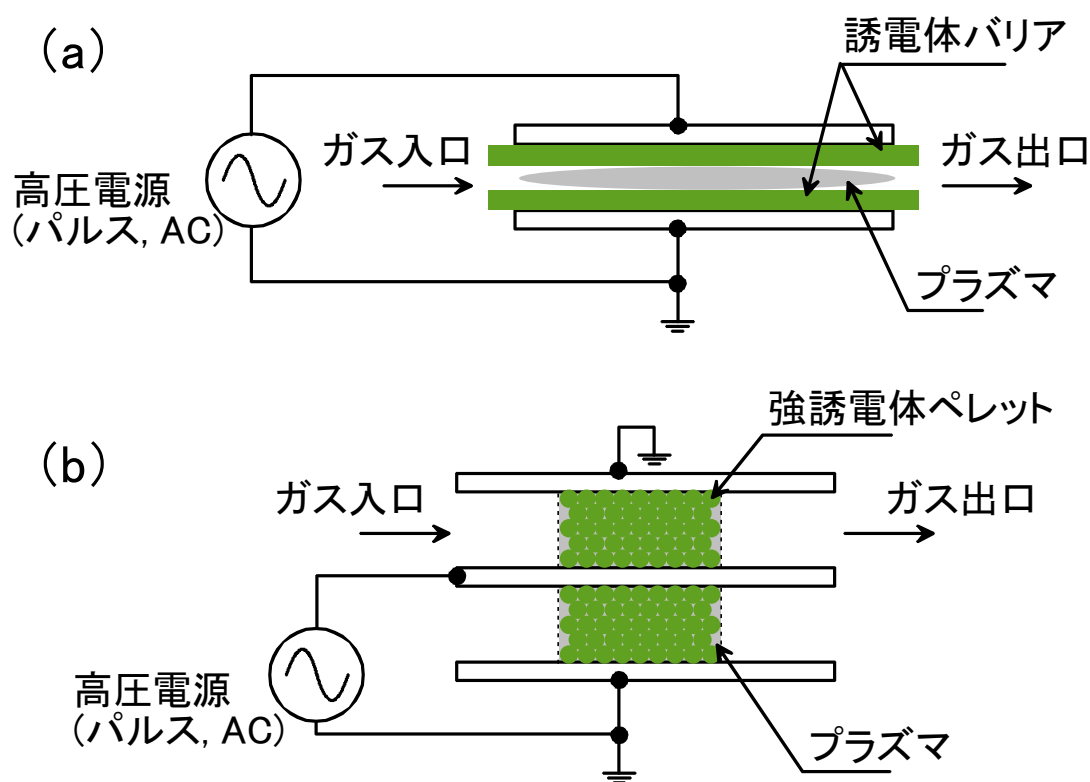 (a)
誘電体バリア
ガス入口
ガス出口
高圧電源
(パルス, AC)
プラズマ
(b)
強誘電体ペレット
ガス入口
ガス出口
高圧電源
(パルス, AC)
プラズマ